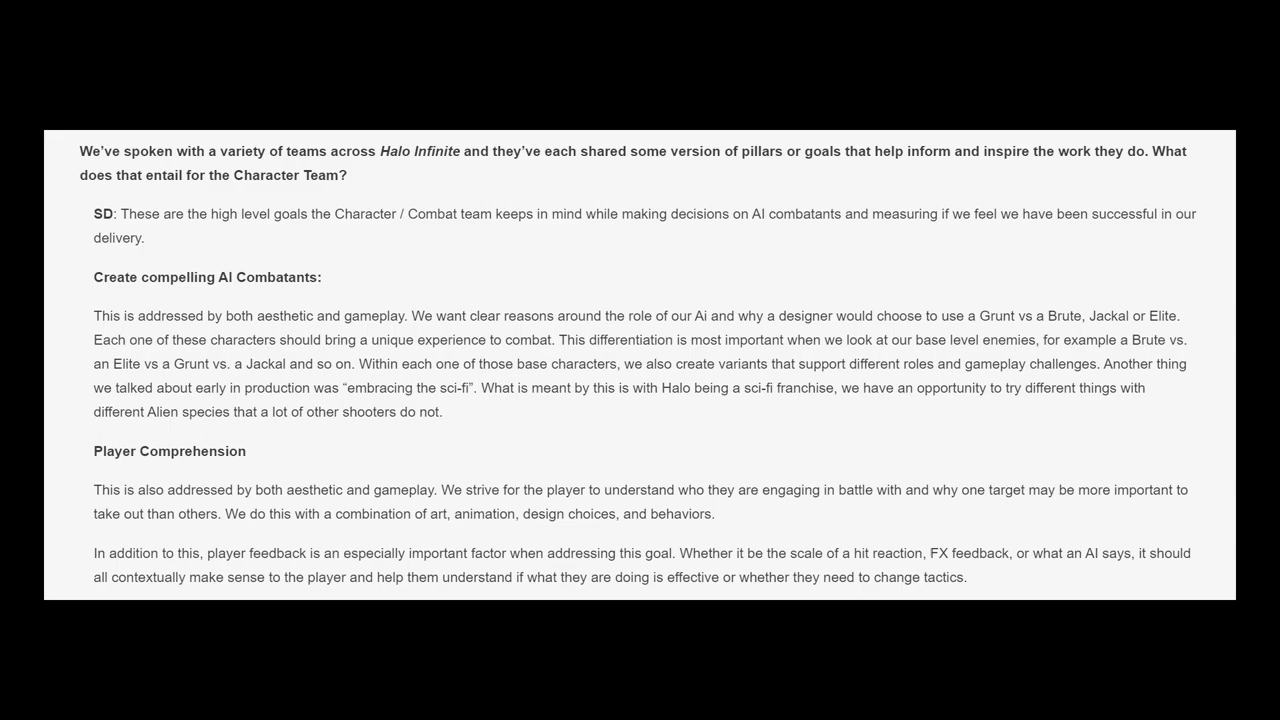 We’ve spoken with a variety of teams across Halo Infinite and they’ve each shared some version of pillars or goals that help inform and inspire the work they do. What
does that entail for the Character Team?
SD: These are the high level goals the Character / Combat team keeps in mind while making decisions on AI combatants and measuring if we feel we have been successful in our
delivery.
Create compelling AI Combatants:
This is addressed by both aesthetic and gameplay. We want clear reasons around the role of our Ai and why a designer would choose to use a Grunt vs a Brute, Jackal or Elite.
Each one of these characters should bring a unique experience to combat. This differentiation is most important when we look at our base level enemies, for example a Brute vs.
an Elite vs a Grunt vs. a Jackal and so on. Within each one of those base characters, we also create variants that support different roles and gameplay challenges. Another thing
we talked about early in production was “embracing the sci-fi”. What is meant by this is with Halo being a sci-fi franchise, we have an opportunity to try different things with
different Alien species that a lot of other shooters do not.
Player Comprehension
This is also addressed by both aesthetic and gameplay. We strive for the player to understand who they are engaging in battle with and why one target may be more important to
take out than others. We do this with a combination of art, animation, design choices, and behaviors.
In addition to this, player feedback is an especially important factor when addressing this goal. Whether it be the scale of a hit reaction, FX feedback, or what an AI says, it should
all contextually make sense to the player and help them understand if what they are doing is effective or whether they need to change tactics.